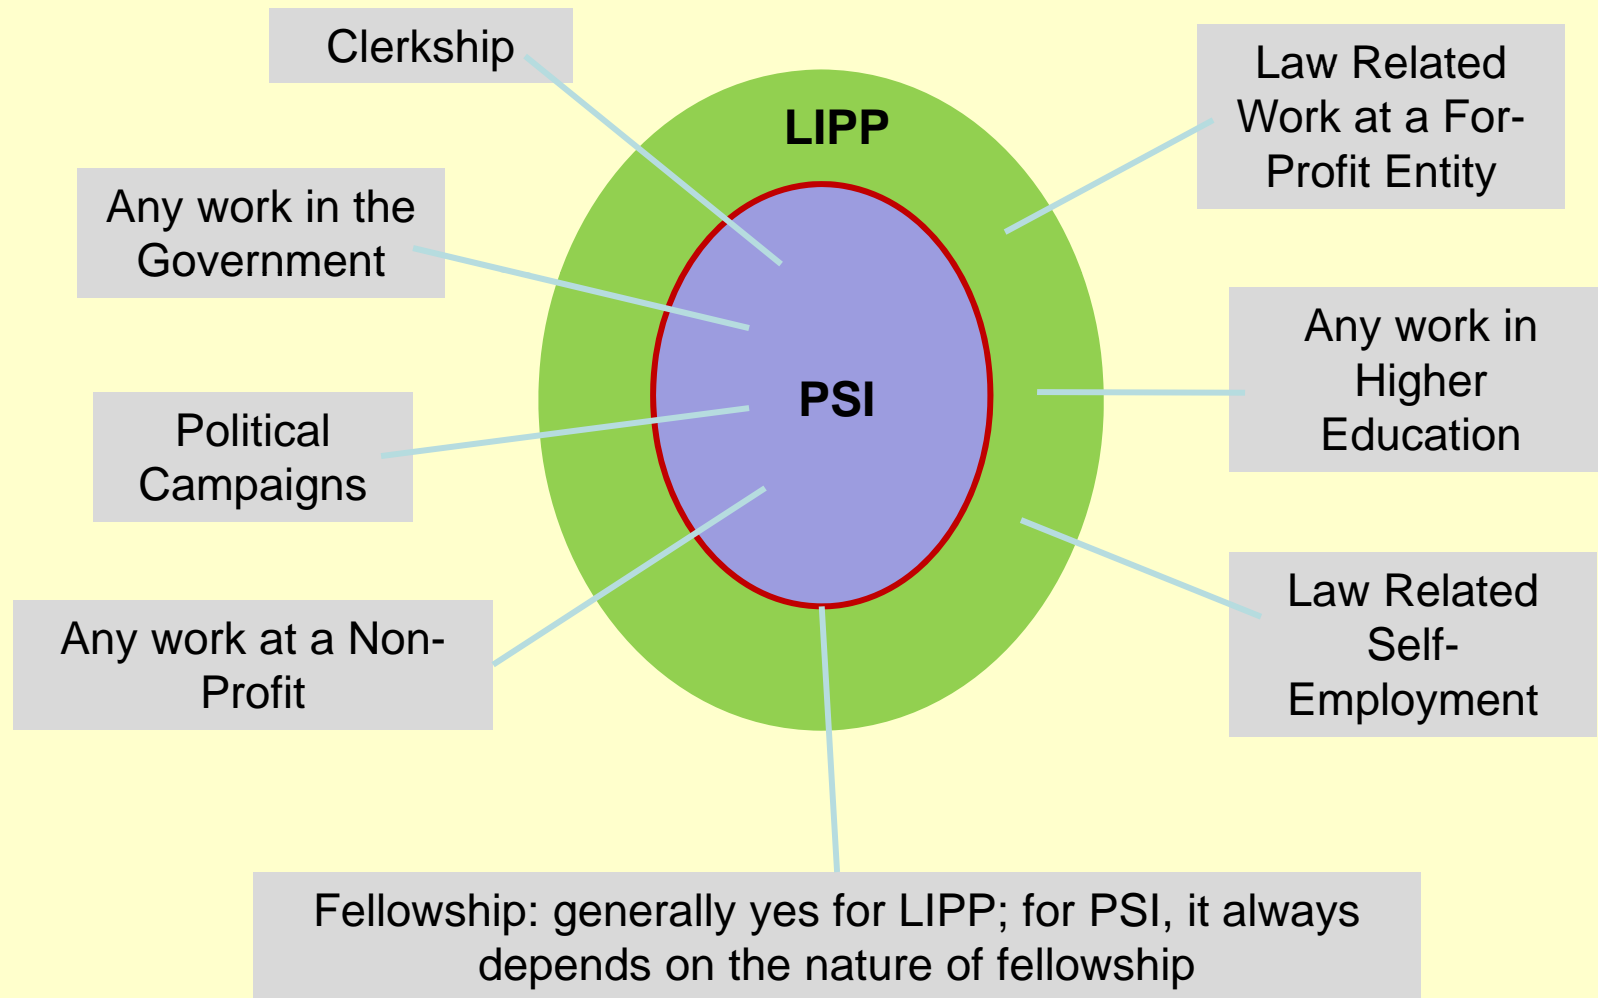 Clerkship
Any work in the
Government
Political
Campaigns
Any work at a Non-
Profit
LIPP
PSI
Law Related
Work at a For-
Profit Entity
Any work in
Higher
Education
Law Related
Self-
Employment
Fellowship: generally yes for LIPP; for PSI, it always
depends on the nature of fellowship